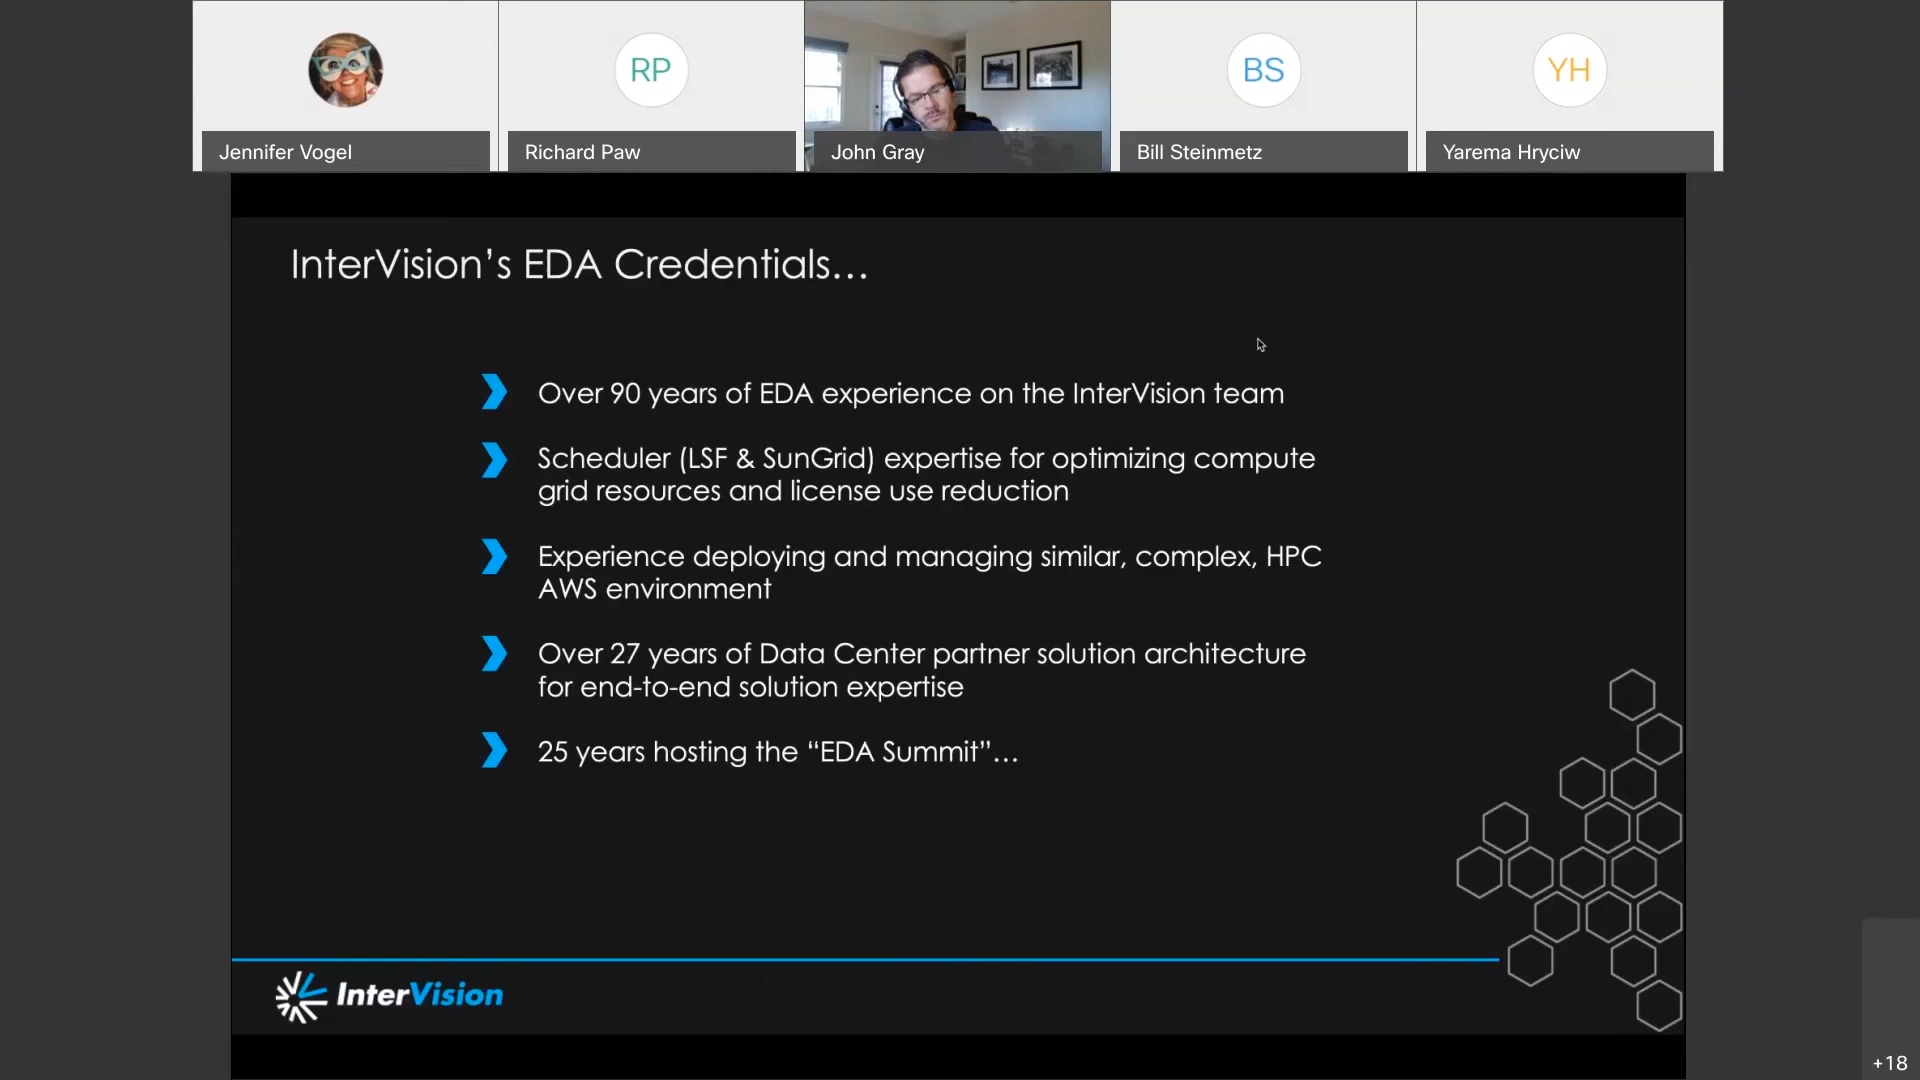 RP
BS
YH
Jennifer Vogel
Richard Paw
John Gray
Bill Steinmetz
Yarema Hryciw
InterVision’s EDA Credentials…
Over 90 years of EDA experience on the InterVision team
Scheduler (LSF & SunGrid) expertise for optimizing compute
grid resources and license use reduction
Experience deploying and managing similar, complex, HPC
AWS environment
Over 27 years of Data Center partner solution architecture
for end-to-end solution expertise
25 years hosting the “EDA Summit”…
InterVision
+18